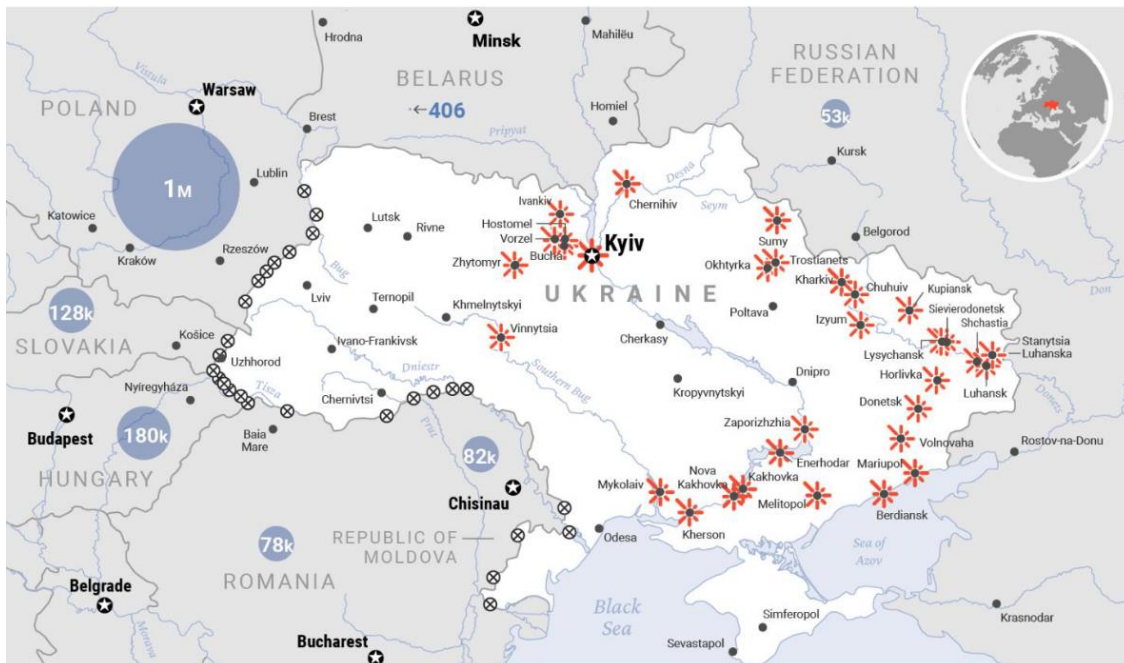 Hrodna
Minsk
Mahilëu
RUSSIAN
FEDERATION
BELARUS
←406
Vistula
POLAND
Warsaw
Brest
Homiel
53k
Pripyat
Desna
Kursk
1M
Lublin
Seym
Chernihiv
Ivankiv
Hostomel
Vorzel
Bucha
Kyiv
Sumy
Belgorod
Lutsk
Rivne
Katowice
Kraków
Rzeszów
Bug
Zhytomyr
Okhtyrka
Trostianets
Kharkiv
Chuhuiv
Kupiansk
Don
UKRAINE
Lviv
Ternopil
Khmelnytskyi
Poltava
Izyum
Sievierodonetsk
Shchastia
128k
SLOVAKIA
Košice
Uzhhorod
Ivano-Frankivsk
Vinnytsia
Cherkasy
Lysychansk
Stanytsia
Luhanska
Dniestr
Southern Bug
Horlivka
Luhansk
Nyíregyháza
Tisza
Chernivtsi
Kropyvnytskyi
Dnipro
Donets
Donetsk
Budapest
180k
Baia
Mare
Prut
Zaporizhzhia
Volnovaha
Rostov-na-Donu
HUNGARY
82k
Enerhodar
Mariupol
Chisinau
Mykolaiv
Nova
Kakhovka
Kakhovka
Melitopol
Berdiansk
78k
ROMANIA
REPUBLIC OF
MOLDOVA
Odesa
Kherson
Sea of
Azov
Belgrade
Morava
Bucharest
Black
Sea
Simferopol
Sevastapol
Krasnodar